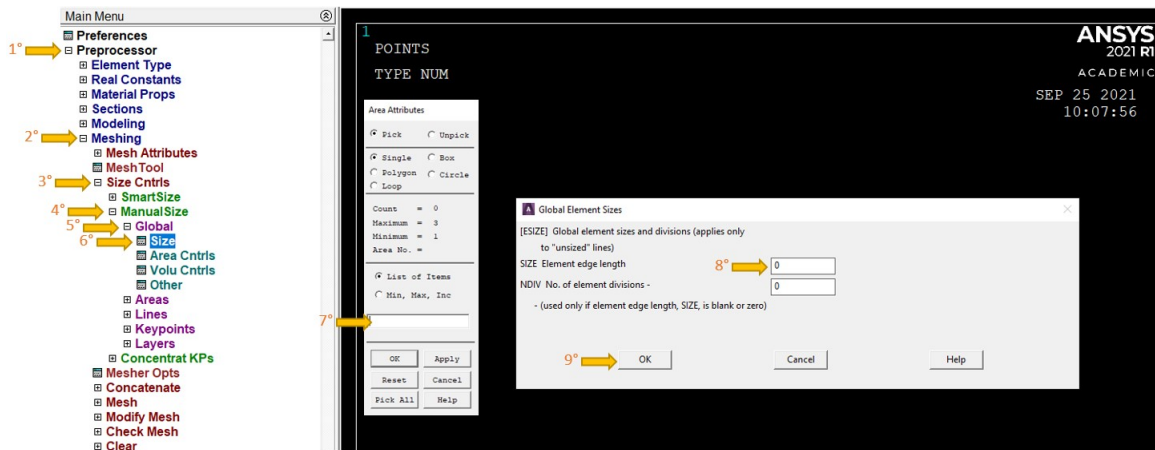 Main Menu
Preferences
1° Preprocessor
Element Type
Real Constants
Material Props
Sections
Modeling
2° Meshing
Mesh Attributes
MeshTool
3° Size Cntrls
SmartSize
4° ManualSize
5° Global
6° Size
Area Cntrls
Volu Cntrls
Other
Areas
Lines
Keypoints
Layers
Concentrat KPs
Mesher Opts
Concatenate
Mesh
Modify Mesh
Check Mesh
Clear
1
POINTS
TYPE NUM
ANSYS
2021 R1
ACADEMIC
SEP 25 2021
10:07:56
Area Attributes
Pick Unpick
Single Box
Polygon Circle
Loop
Count = 0
Maximum = 3
Minimum = 1
Area No. =
List of Items
Min, Max, Inc
7°
OK Apply
Reset Cancel
Pick All Help
Global Element Sizes
[ESIZE] Global element sizes and divisions (applies only
to "unsized" lines)
SIZE Element edge length 8° 0
NDIV No. of element divisions - 0
- (used only if element edge length, SIZE, is blank or zero)
9° OK Cancel Help